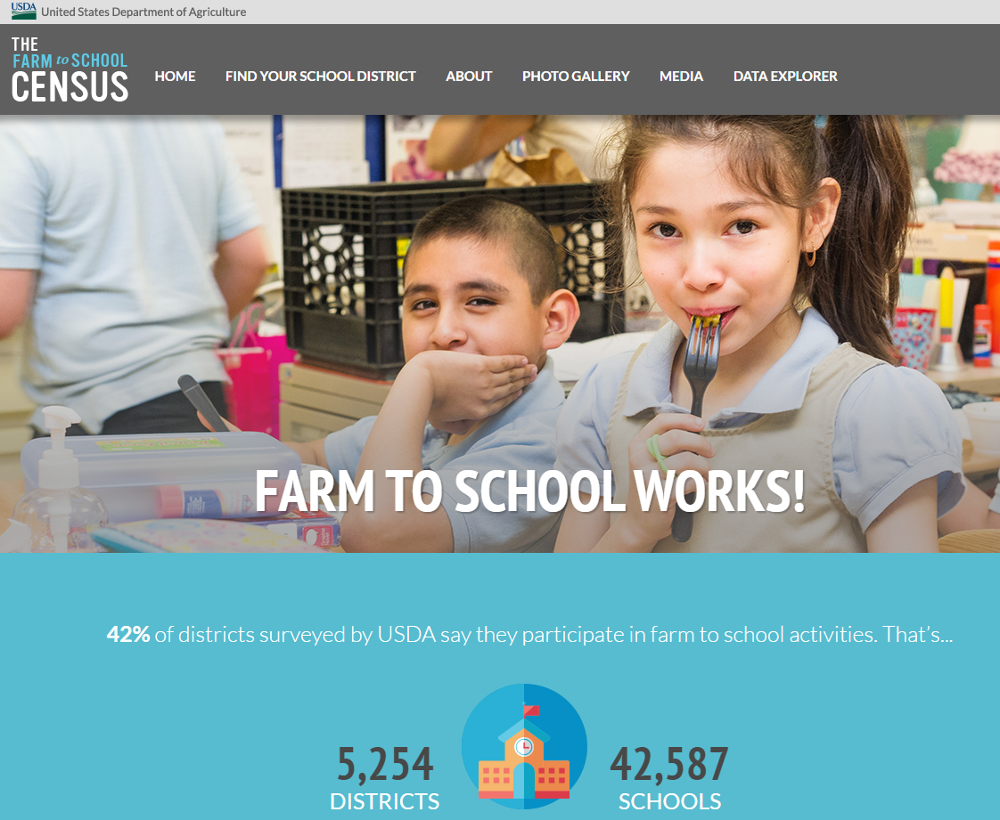 USDA United States Department of Agriculture
THE
FARM to SCHOOL
CENSUS
HOME FIND YOUR SCHOOL DISTRICT ABOUT PHOTO GALLERY MEDIA DATA EXPLORER
FARM TO SCHOOL WORKS!
42% of districts surveyed by USDA say they participate in farm to school activities. That's...
5,254 42,587
DISTRICTS SCHOOLS